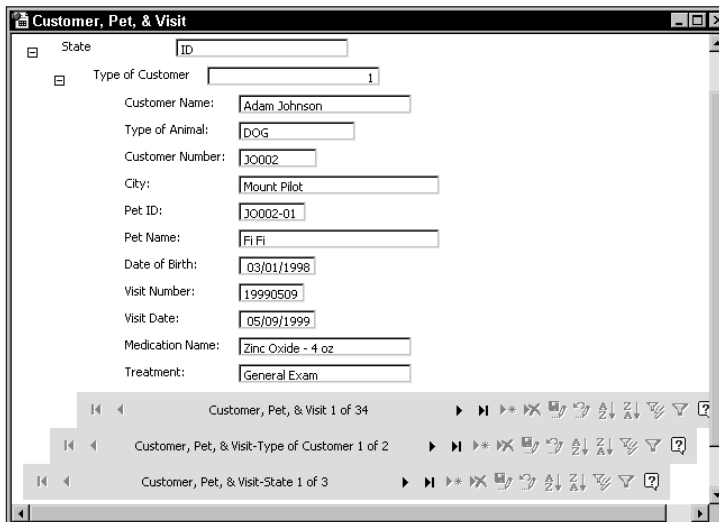 Customer, Pet, & Visit
State ID
Type of Customer 1
Customer Name: Adam Johnson
Type of Animal: DOG
Customer Number: JO002
City: Mount Pilot
Pet ID: JO002-01
Pet Name: Fi Fi
Date of Birth: 03/01/1998
Visit Number: 19990509
Visit Date: 05/09/1999
Medication Name: Zinc Oxide - 4 oz
Treatment: General Exam
Customer, Pet, & Visit 1 of 34
Customer, Pet, & Visit-Type of Customer 1 of 2
Customer, Pet, & Visit-State 1 of 3